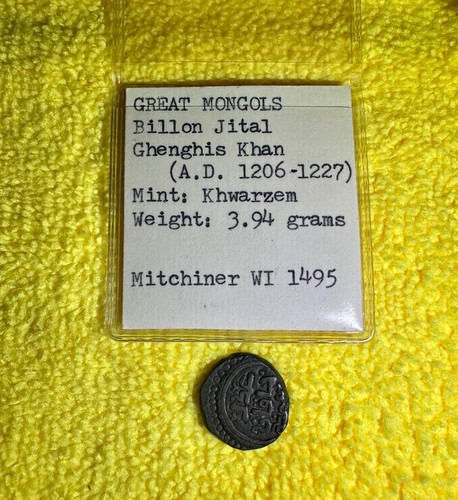 GREAT MONGOLS
Billon Jital
Ghenghis Khan
(A.D. 1206-1227)
Mint: Khwarzem
Weight: 3.94 grams
Mitchiner WI 1495